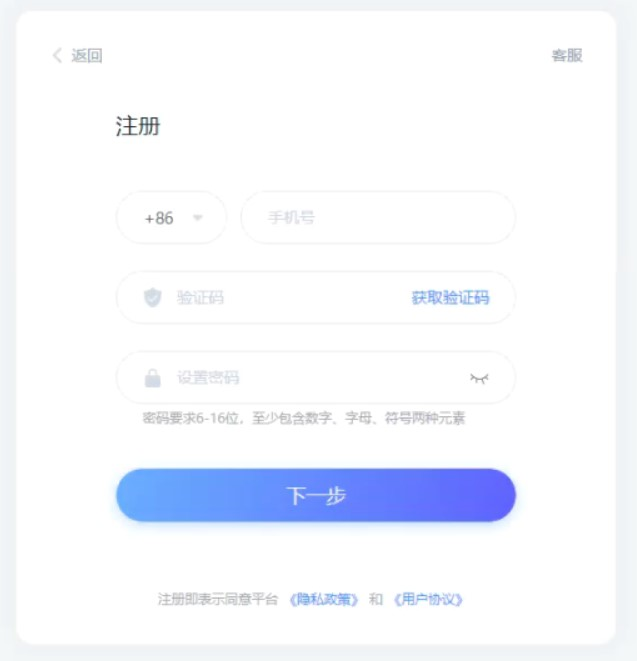 返回
客服
注册
+86
手机号
验证码
获取验证码
设置密码
密码要求6-16位，至少包含数字、字母、符号两种元素
下一步
注册即表示同意平台 《隐私政策》 和 《用户协议》